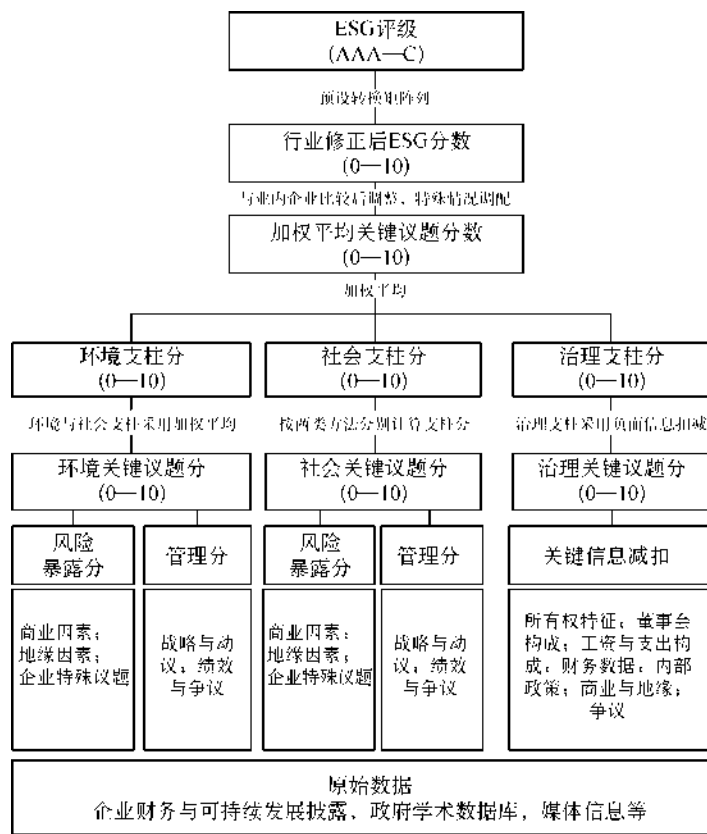 ESG评级
(AAA—C)
预设转换矩阵列
行业修正后ESG分数
(0—10)
与业内企业比较后调整、特殊情况调配
加权平均关键议题分数
(0—10)
加权平均
环境支柱分
(0—10)
社会支柱分
(0—10)
治理支柱分
(0—10)
环境与社会支柱采用加权平均
按两类方法分别计算支柱分
治理支柱采用负面信息扣减
环境关键议题分
(0—10)
社会关键议题分
(0—10)
治理关键议题分
(0—10)
风险
暴露分
管理分
风险
暴露分
管理分
关键信息减扣
商业因素；
地缘因素；
企业特殊议题
战略与动
议；绩效
与争议
商业因素；
地缘因素；
企业特殊议题
战略与动
议；绩效
与争议
所有权特征；董事会
构成；工资与支出构
成；财务数据；内部
政策；商业与地缘；
争议
原始数据
企业财务与可持续发展披露、政府学术数据库，媒体信息等